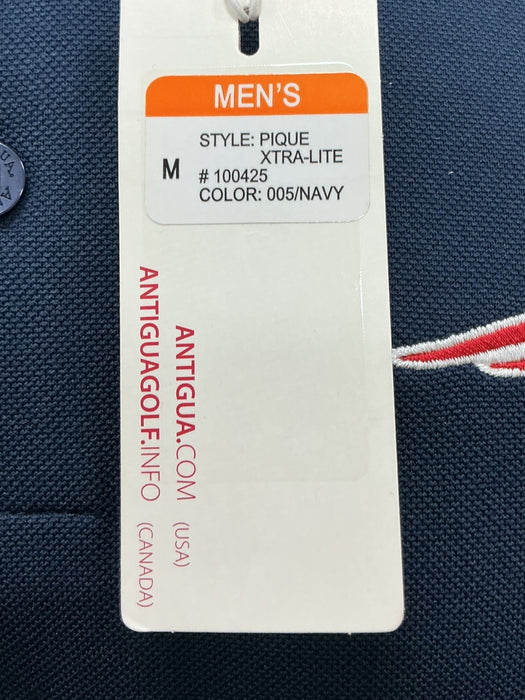 MEN'S
M
STYLE: PIQUE
XTRA-LITE
# 100425
COLOR: 005/NAVY
ANTIGUA.COM (USA)
ANTIGUAGOLF.INFO (CANADA)